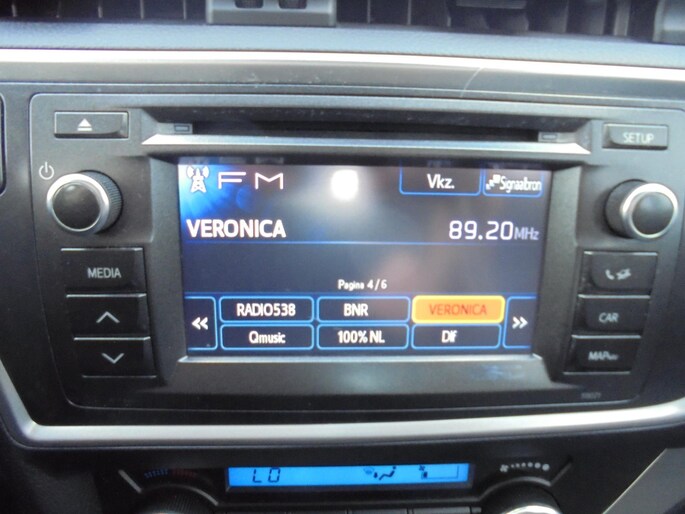 SETUP
FM
Vkz.
Signaalbron
VERONICA
89.20MHz
MEDIA
Pagina 4 / 6
RADIO538
BNR
VERONICA
CAR
<<
>>
Qmusic
100% NL
Dlf
MAP
LO